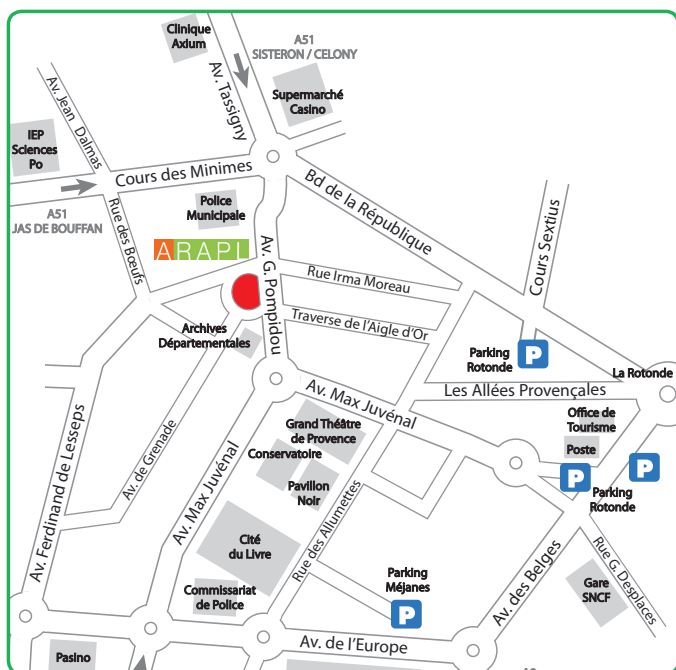 Clinique
Axium
A51
SISTERON / CELONY
Av. Tassigny
Supermarché
Casino
Av. Jean Dalmas
IEP
Sciences
Po
Cours des Minimes
A51
JAS DE BOUFFAN
Police
Municipale
Bd de la République
Rue des Bœufs
ARAPI
Av. G. Pompidou
Cours Sextius
Rue Irma Moreau
Traverse de l'Aigle d'Or
Archives
Départementales
Parking
Rotonde
P
La Rotonde
Av. Max Juvénal
Les Allées Provençales
Office de
Tourisme
Poste
P
P
Parking
Rotonde
Grand Théâtre
de Provence
Conservatoire
Pavillon
Noir
Av. de Grenade
Av. Max Juvénal
Av. Ferdinand de Lesseps
Rue des Allumettes
Cité
du Livre
Commissariat
de Police
Parking
Méjanes
P
Av. des Belges
Rue G. Desplaces
Gare
SNCF
Av. de l'Europe
Pasino